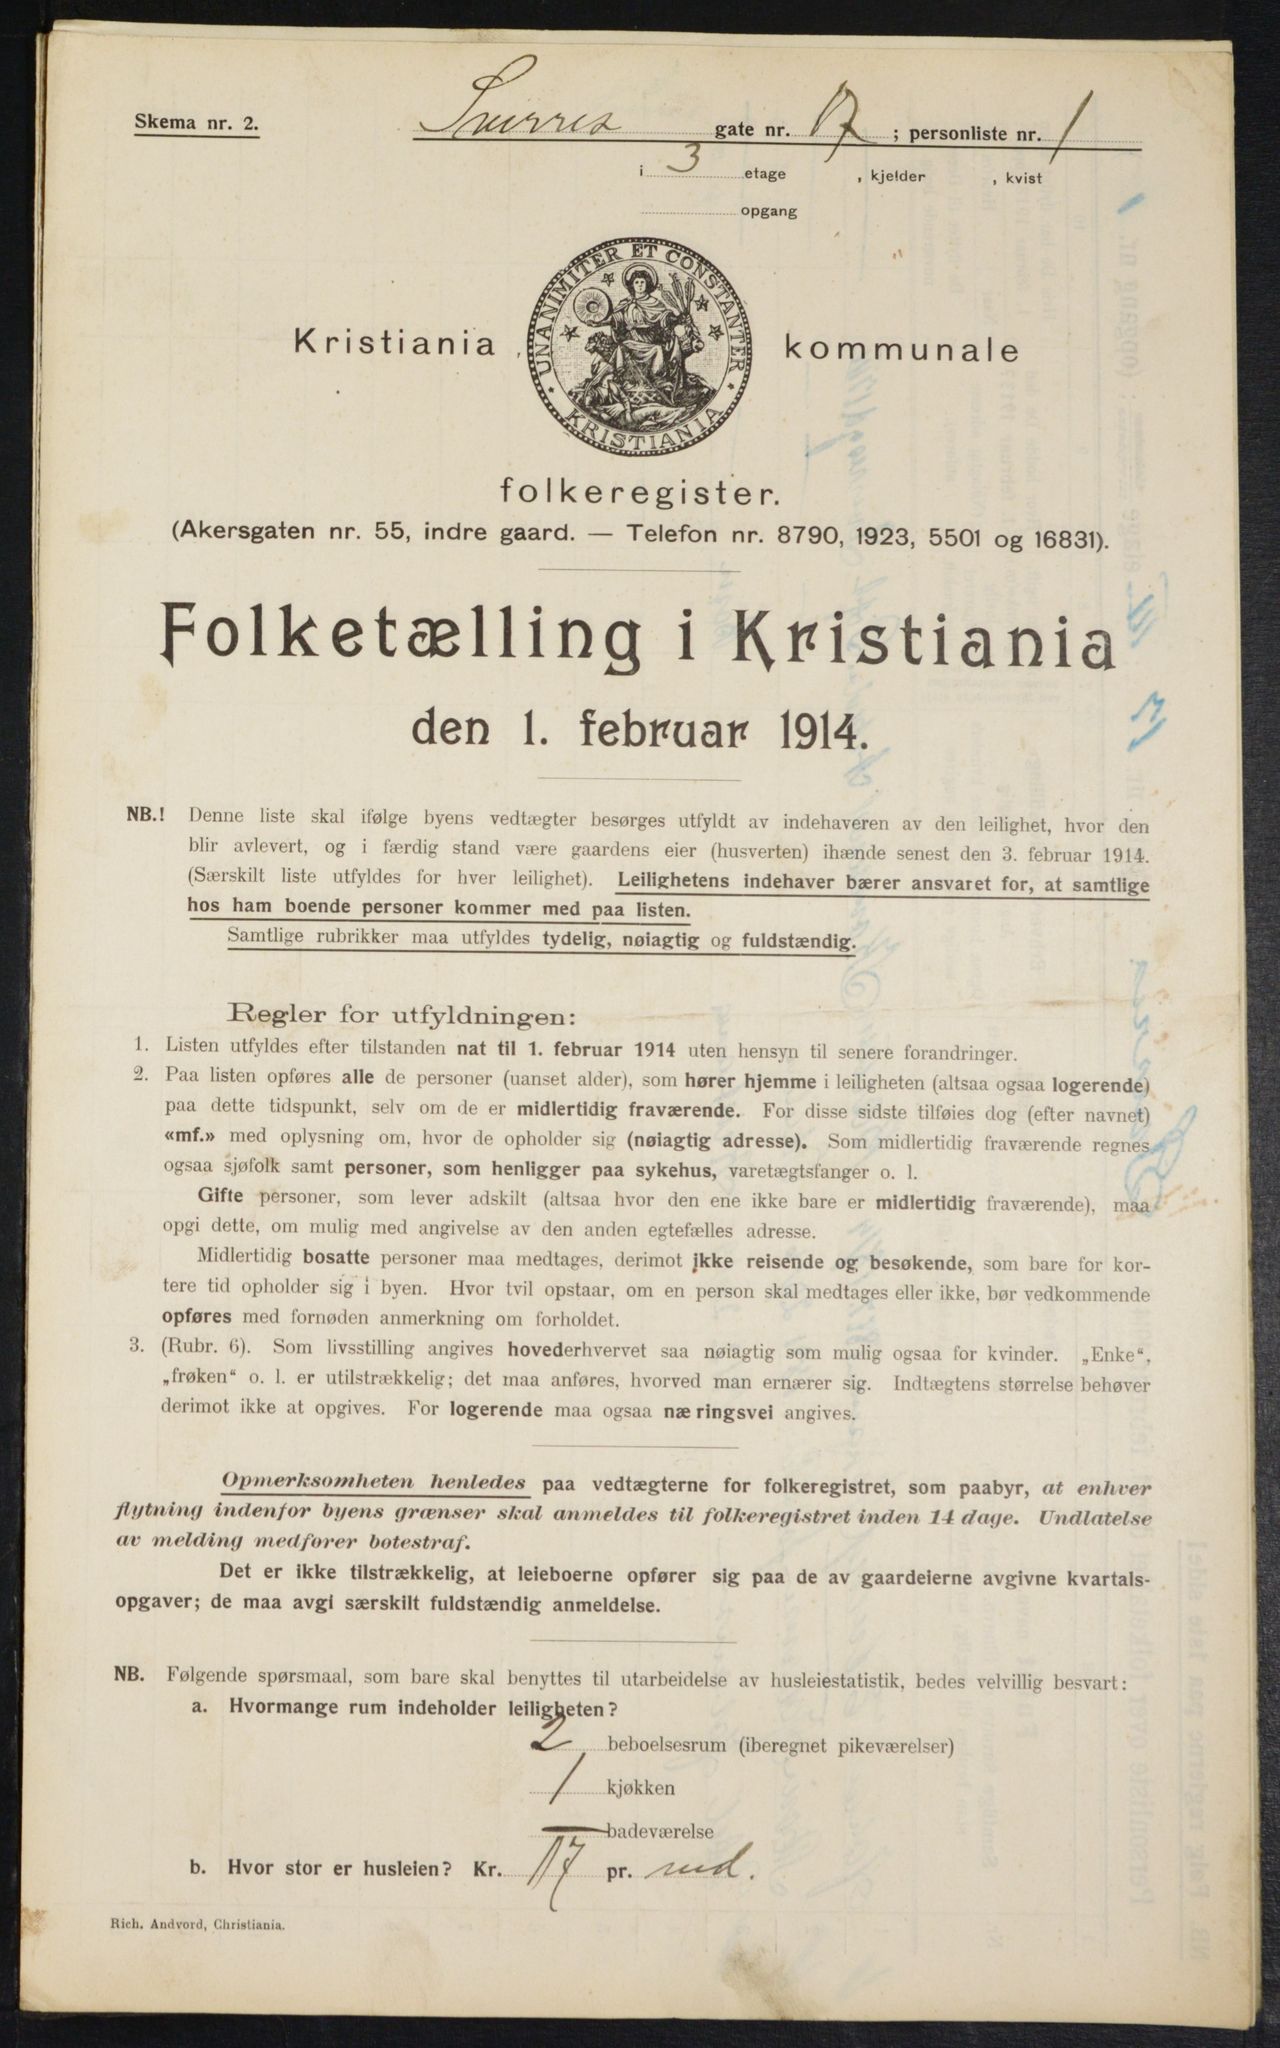 Skema nr. 2.
Sverres gate nr. 17 ; personliste nr. 1
i 3 etage , kjelder , kvist
opgang
UNANIMITER ET CONSTANTER
KRISTIANIA
Kristiania kommunale
folkeregister.
(Akersgaten nr. 55, indre gaard. — Telefon nr. 8790, 1923, 5501 og 16831).
Folketælling i Kristiania
den 1. februar 1914.
NB.! Denne liste skal ifølge byens vedtægter besørges utfyldt av indehaveren av den leilighet, hvor den
blir avlevert, og i færdig stand være gaardens eier (husverten) ihænde senest den 3. februar 1914.
(Særskilt liste utfyldes for hver leilighet). Leilighetens indehaver bærer ansvaret for, at samtlige
hos ham boende personer kommer med paa listen.
Samtlige rubrikker maa utfyldes tydelig, nøiagtig og fuldstændig.
Regler for utfyldningen:
1. Listen utfyldes efter tilstanden nat til 1. februar 1914 uten hensyn til senere forandringer.
2. Paa listen opføres alle de personer (uanset alder), som hører hjemme i leiligheten (altsaa ogsaa logerende)
paa dette tidspunkt, selv om de er midlertidig fraværende. For disse sidste tilføies dog (efter navnet)
«mf.» med oplysning om, hvor de opholder sig (nøiagtig adresse). Som midlertidig fraværende regnes
ogsaa sjøfolk samt personer, som henligger paa sykehus, varetægtsfanger o. l.
Gifte personer, som lever adskilt (altsaa hvor den ene ikke bare er midlertidig fraværende), maa
opgi dette, om mulig med angivelse av den anden egtefælles adresse.
Midlertidig bosatte personer maa medtages, derimot ikke reisende og besøkende, som bare for kor-
tere tid opholder sig i byen. Hvor tvil opstaar, om en person skal medtages eller ikke, bør vedkommende
opføres med fornøden anmerkning om forholdet.
3. (Rubr. 6). Som livsstilling angives hovederhvervet saa nøiagtig som mulig ogsaa for kvinder. „Enke“,
„frøken“ o. l. er utilstrækkelig; det maa anføres, hvorved man ernærer sig. Indtægtens størrelse behøver
derimot ikke at opgives. For logerende maa ogsaa næringsvei angives.
Opmerksomheten henledes paa vedtægterne for folkeregistret, som paabyr, at enhver
flytning indenfor byens grænser skal anmeldes til folkeregistret inden 14 dage. Undlatelse
av melding medfører bøtestraf.
Det er ikke tilstrækkelig, at leieboerne opfører sig paa de av gaardeierne avgivne kvartals-
opgaver; de maa avgi særskilt fuldstændig anmeldelse.
NB. Følgende spørsmaal, som bare skal benyttes til utarbeidelse av husleiestatistik, bedes velvillig besvart:
a. Hvormange rum indeholder leiligheten?
2 beboelsesrum (iberegnet pikeværelser)
1 kjøkken
— badeværelse
b. Hvor stor er husleien? Kr. 17 pr. md.
Rich. Andvord, Christiania.